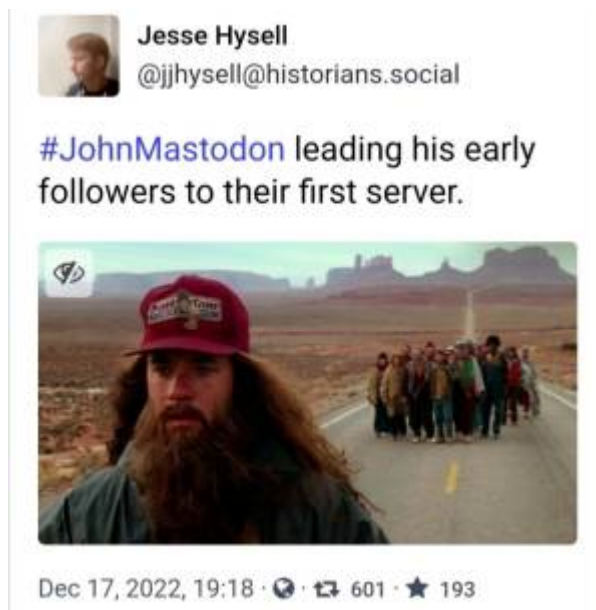 Jesse Hysell
@jjhysell@historians.social
#JohnMastodon leading his early
followers to their first server.
Dec 17, 2022, 19:18 · · 601 · 193